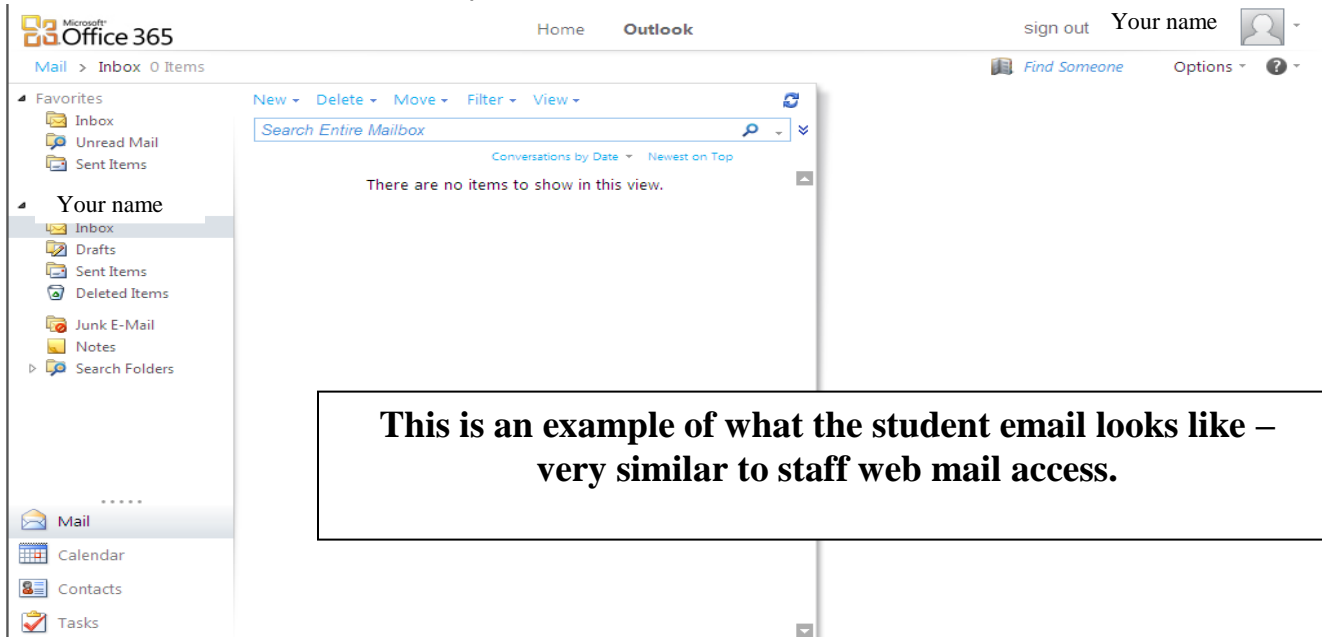 Microsoft
Office 365
Home Outlook
sign out Your name
Mail > Inbox 0 Items
Find Someone Options ?
Favorites
Inbox
Unread Mail
Sent Items
Your name
Inbox
Drafts
Sent Items
Deleted Items
Junk E-Mail
Notes
Search Folders
Mail
Calendar
Contacts
Tasks
New Delete Move Filter View
Search Entire Mailbox
Conversations by Date Newest on Top
There are no items to show in this view.
This is an example of what the student email looks like –
very similar to staff web mail access.